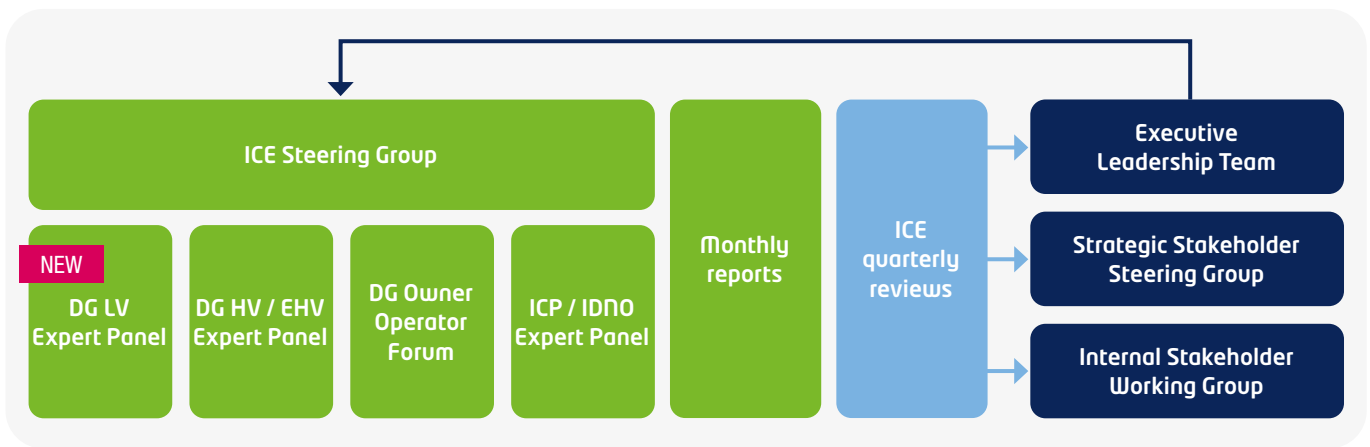 ICE Steering Group
NEW
DG LV
Expert Panel
DG HV / EHV
Expert Panel
DG Owner
Operator
Forum
ICP / IDNO
Expert Panel
Monthly
reports
ICE
quarterly
reviews
Executive
Leadership Team
Strategic Stakeholder
Steering Group
Internal Stakeholder
Working Group